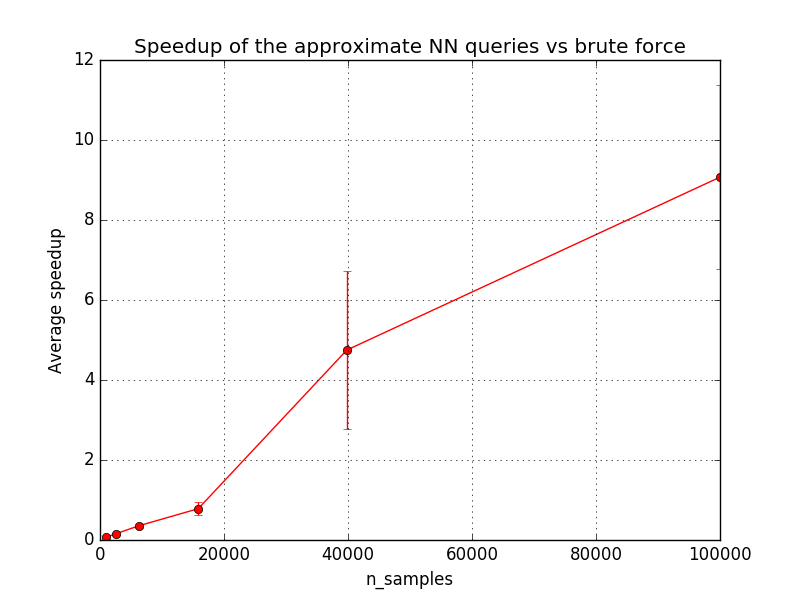 Speedup of the approximate NN queries vs brute force
12
10
8
6
4
2
0
Average speedup
0 20000 40000 60000 80000 100000
n_samples